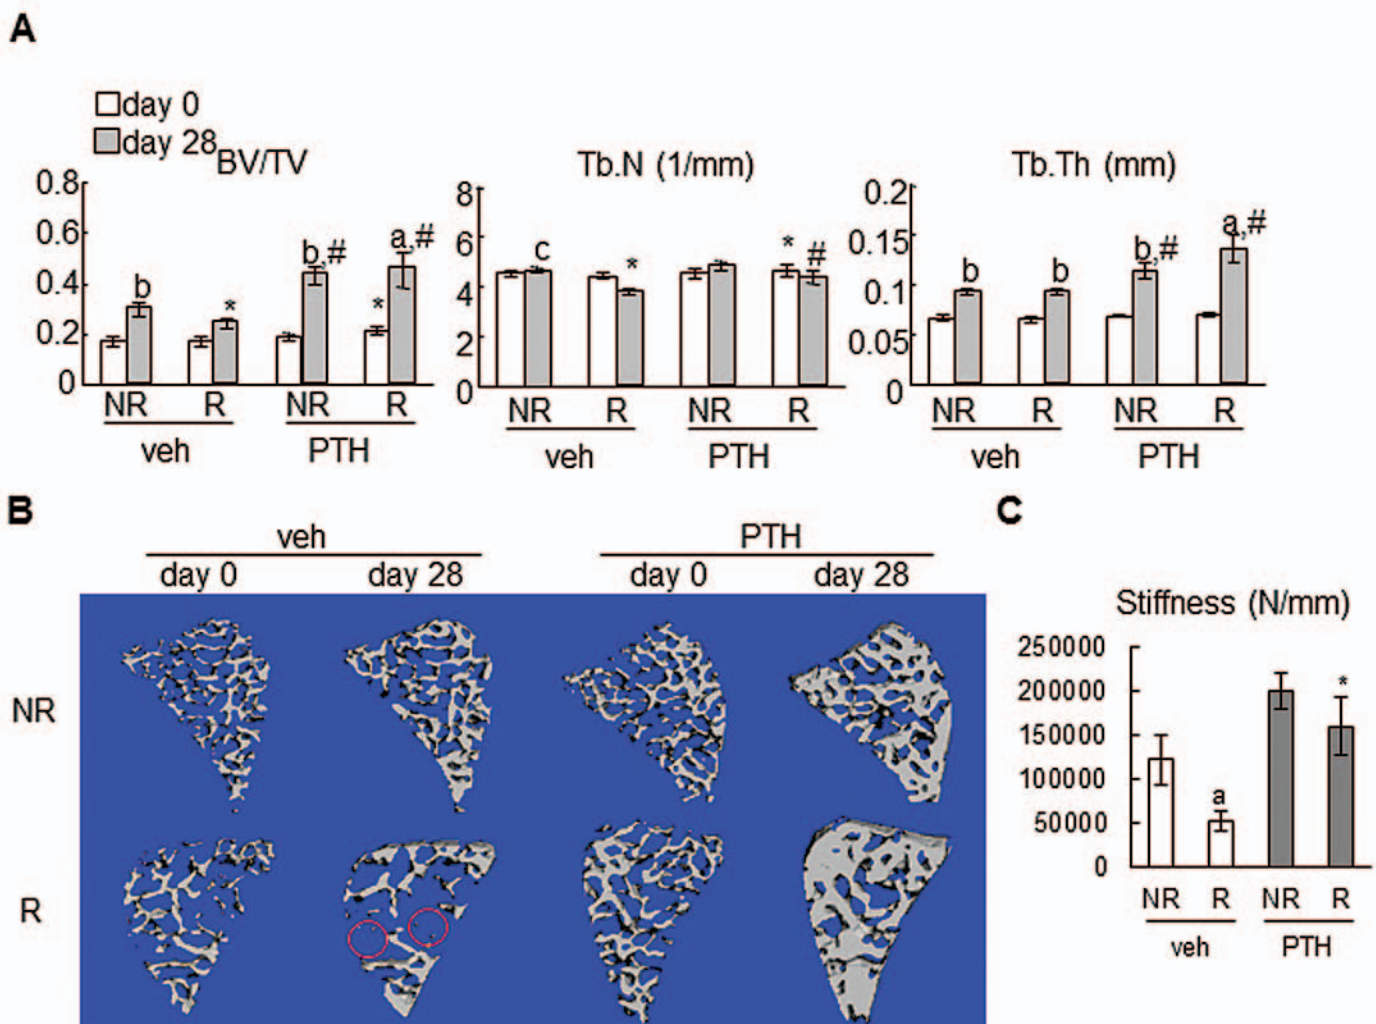 A
day 0
day 28
BV/TV
0.8
0.6
0.4
0.2
0
b
*
b,#
*
a,#
NR R NR R
veh PTH
Tb.N (1/mm)
8
6
4
2
0
c
*
*
#
NR R NR R
veh PTH
Tb.Th (mm)
0.2
0.15
0.1
0.05
0
b
b
b,#
a,#
NR R NR R
veh PTH
B
veh PTH
day 0 day 28 day 0 day 28
NR
R
C
Stiffness (N/mm)
250000
200000
150000
100000
50000
0
a
*
NR R NR R
veh PTH